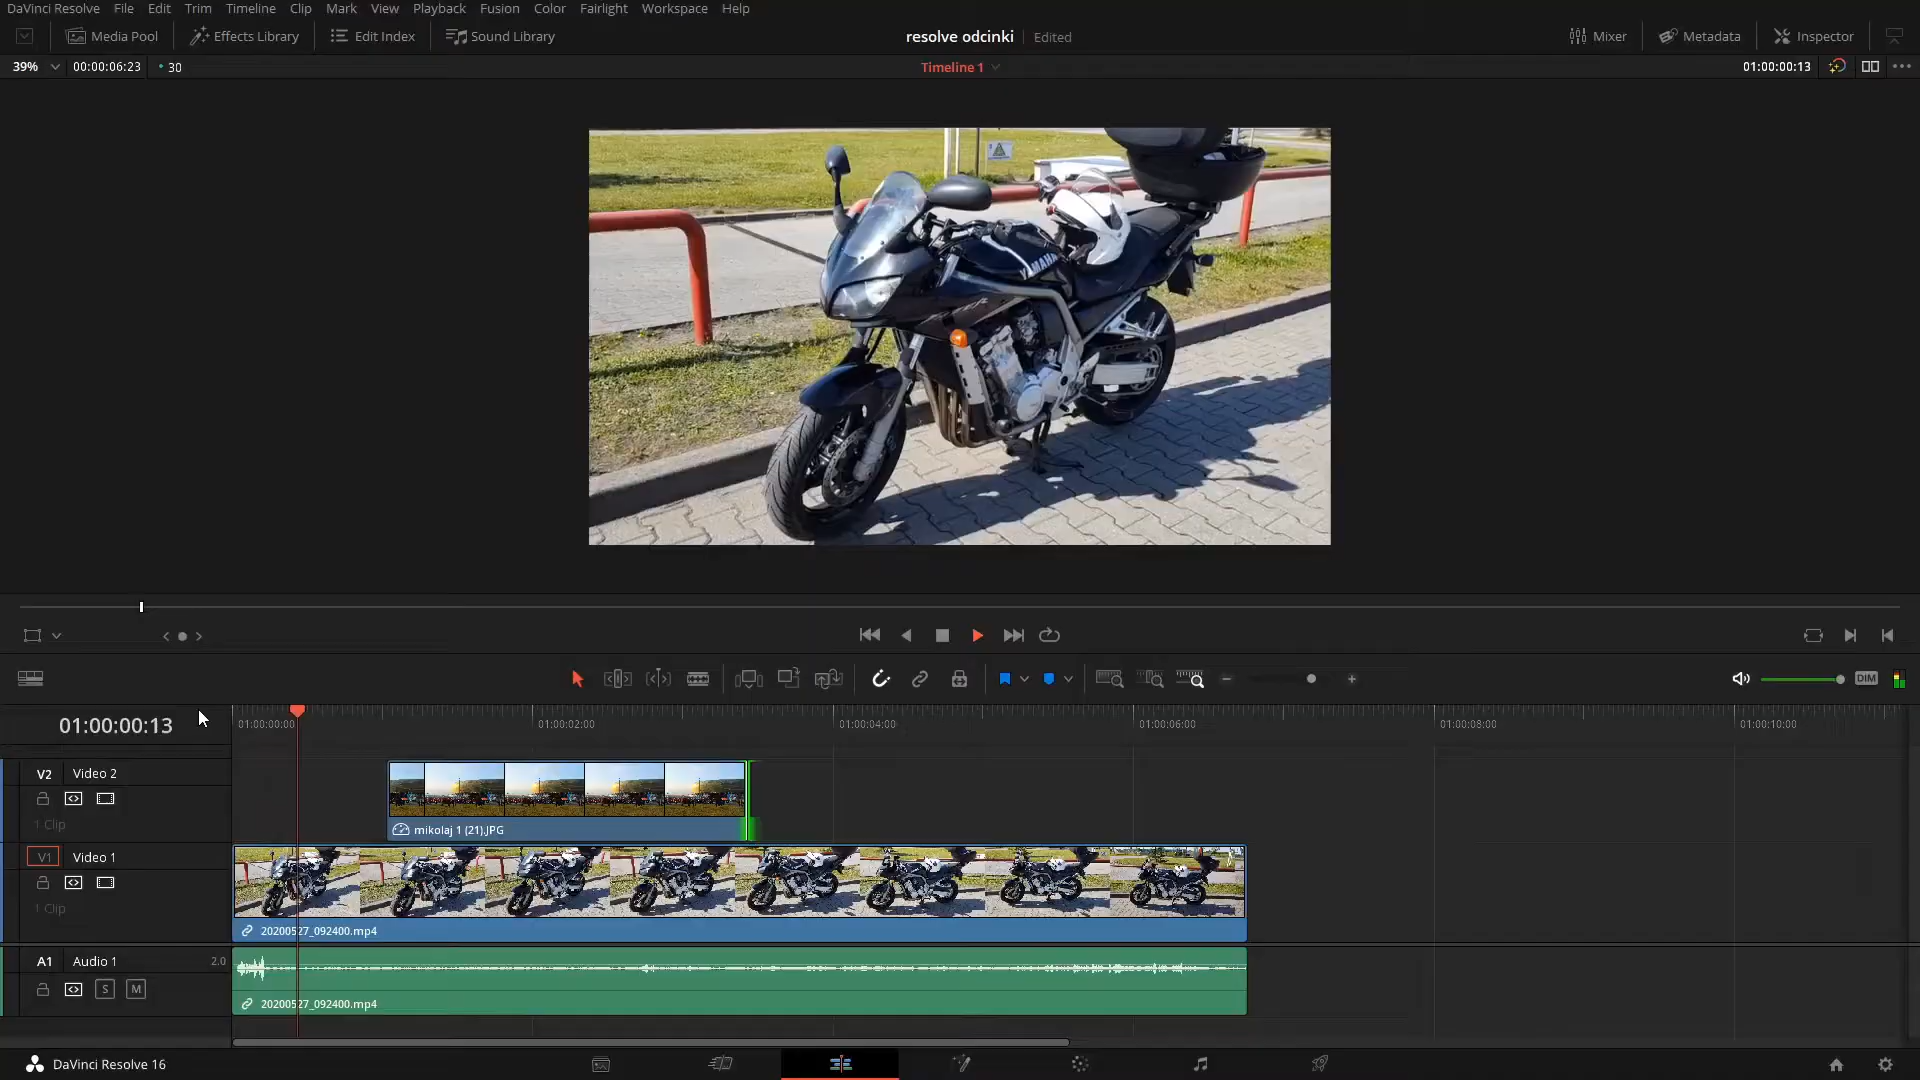 DaVinci Resolve File Edit Trim Timeline Clip Mark View Playback Fusion Color Fairlight Workspace Help
Media Pool Effects Library Edit Index Sound Library resolve odcinki Edited Mixer Metadata Inspector
39% 00:00:06:23 30 Timeline 1 01:00:00:13
YAMAHA
DIM
01:00:00:13 01:00:00:00 01:00:02:00 01:00:04:00 01:00:06:00 01:00:08:00 01:00:10:00
V2 Video 2
1 Clip
mikolaj 1 (21).JPG
V1 Video 1
1 Clip
20200527_092400.mp4
A1 Audio 1 2.0
S M
20200527_092400.mp4
DaVinci Resolve 16